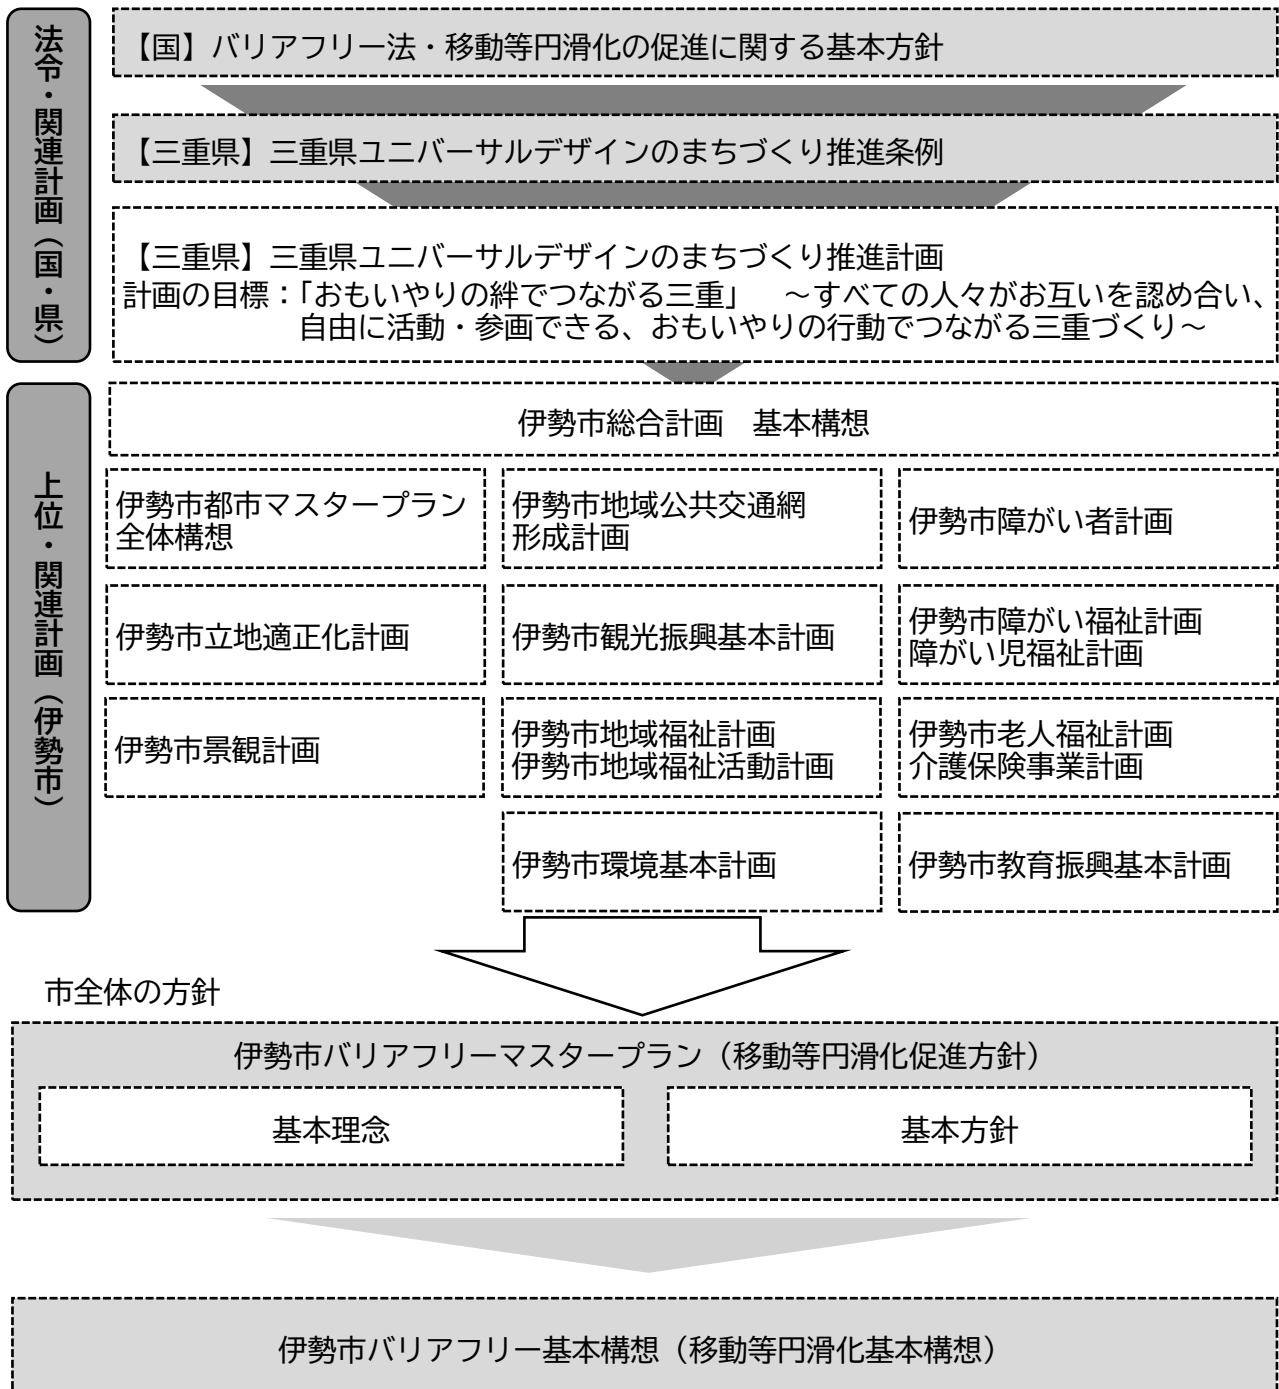 法令・関連計画（国・県）
【国】バリアフリー法・移動等円滑化の促進に関する基本方針
【三重県】三重県ユニバーサルデザインのまちづくり推進条例
【三重県】三重県ユニバーサルデザインのまちづくり推進計画
計画の目標：「おもいやりの絆でつながる三重」　～すべての人々がお互いを認め合い、
自由に活動・参画できる、おもいやりの行動でつながる三重づくり～
上位・関連計画（伊勢市）
伊勢市総合計画　基本構想
伊勢市都市マスタープラン
全体構想
伊勢市地域公共交通網
形成計画
伊勢市障がい者計画
伊勢市立地適正化計画
伊勢市観光振興基本計画
伊勢市障がい福祉計画
障がい児福祉計画
伊勢市景観計画
伊勢市地域福祉計画
伊勢市地域福祉活動計画
伊勢市老人福祉計画
介護保険事業計画
伊勢市環境基本計画
伊勢市教育振興基本計画
市全体の方針
伊勢市バリアフリーマスタープラン（移動等円滑化促進方針）
基本理念
基本方針
伊勢市バリアフリー基本構想（移動等円滑化基本構想）